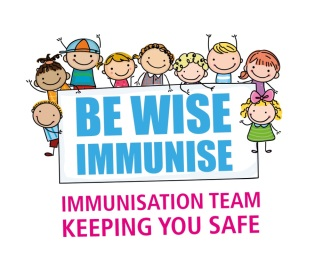 BE WISE
IMMUNISE
IMMUNISATION TEAM
KEEPING YOU SAFE